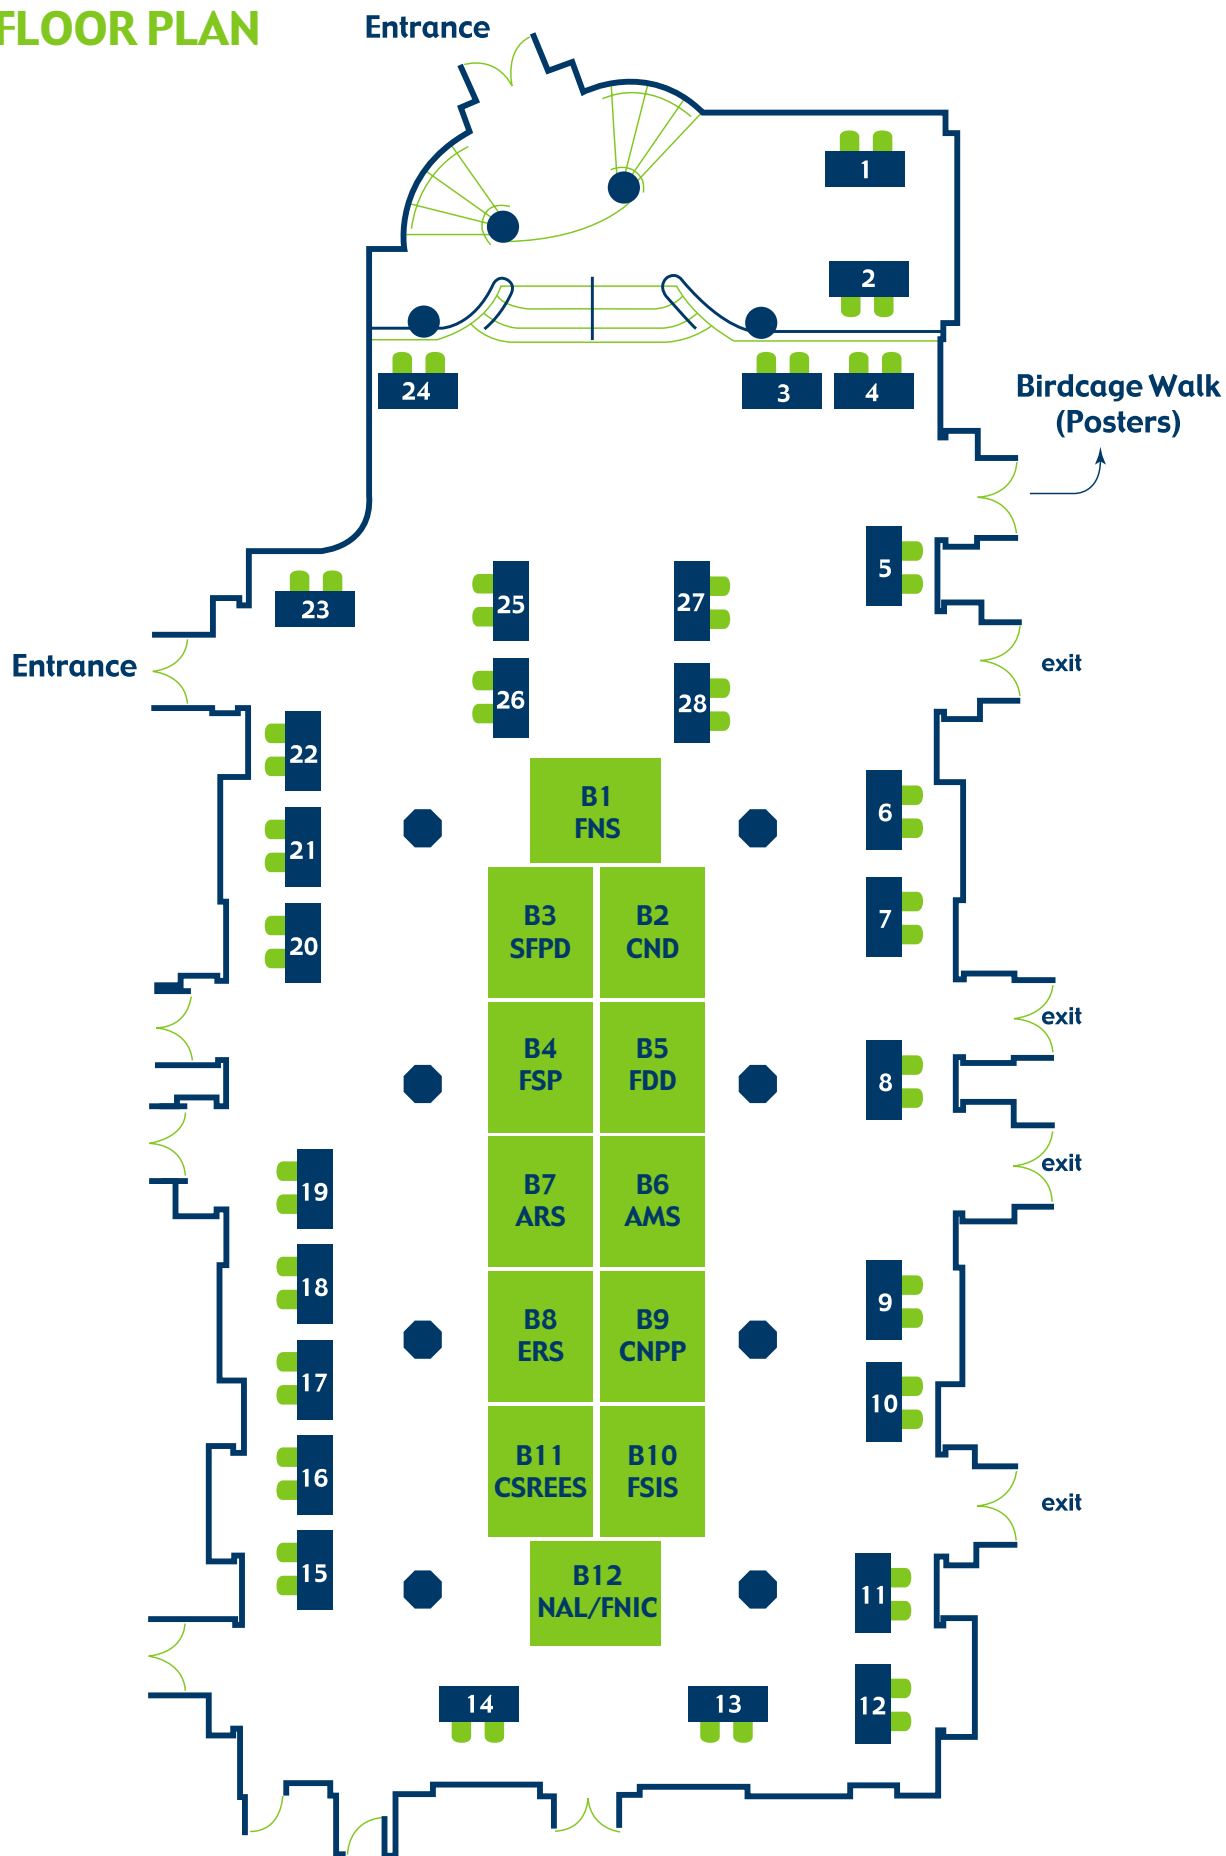 FLOOR PLAN
Entrance
1
2
24
3
4
Birdcage Walk
(Posters)
5
23
25
27
Entrance
exit
26
28
22
B1
FNS
6
21
7
20
B3
SFPD
B2
CND
exit
B4
FSP
B5
FDD
8
exit
19
B7
ARS
B6
AMS
18
9
B8
ERS
B9
CNPP
17
10
16
B11
CSREES
B10
FSIS
exit
15
B12
NAL/FNIC
11
14
13
12